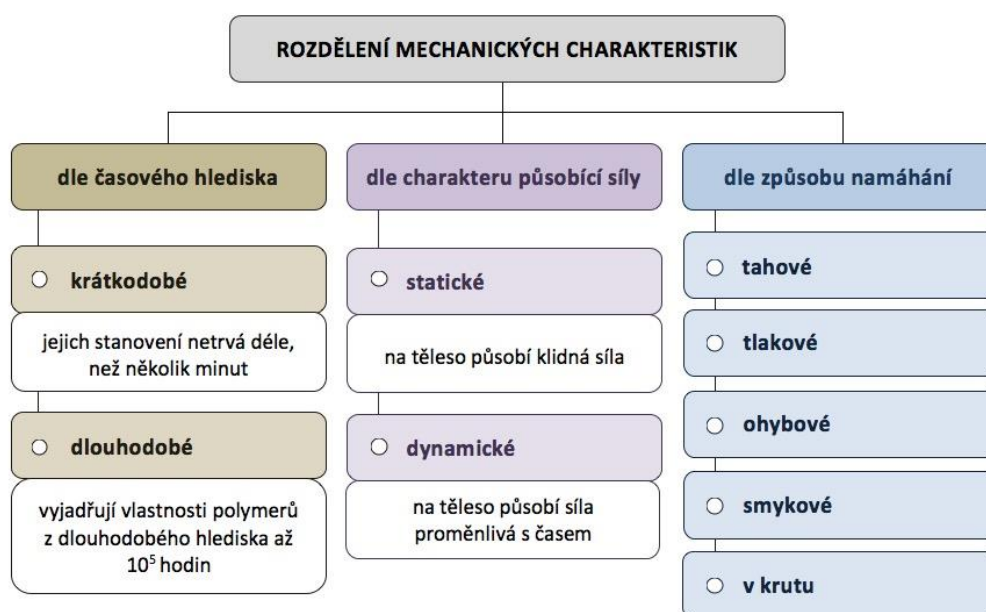 ROZDĚLENÍ MECHANICKÝCH CHARAKTERISTIK
dle časového hlediska
krátkodobé
jejich stanovení netrvá déle,
než několik minut
dlouhodobé
vyjadřují vlastnosti polymerů
z dlouhodobého hlediska až
10⁵ hodin
dle charakteru působící síly
statické
na těleso působí klidná síla
dynamické
na těleso působí síla
proměnlivá s časem
dle způsobu namáhání
tahové
tlakové
ohybové
smykové
v krutu